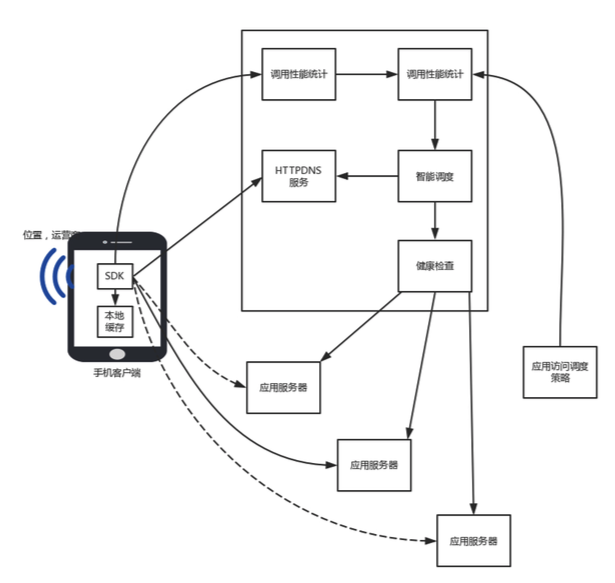 调用性能统计
调用性能统计
HTTPDNS
服务
智能调度
位置，运营商
健康检查
SDK
本地
缓存
手机客户端
应用服务器
应用访问调度
策略
应用服务器
应用服务器